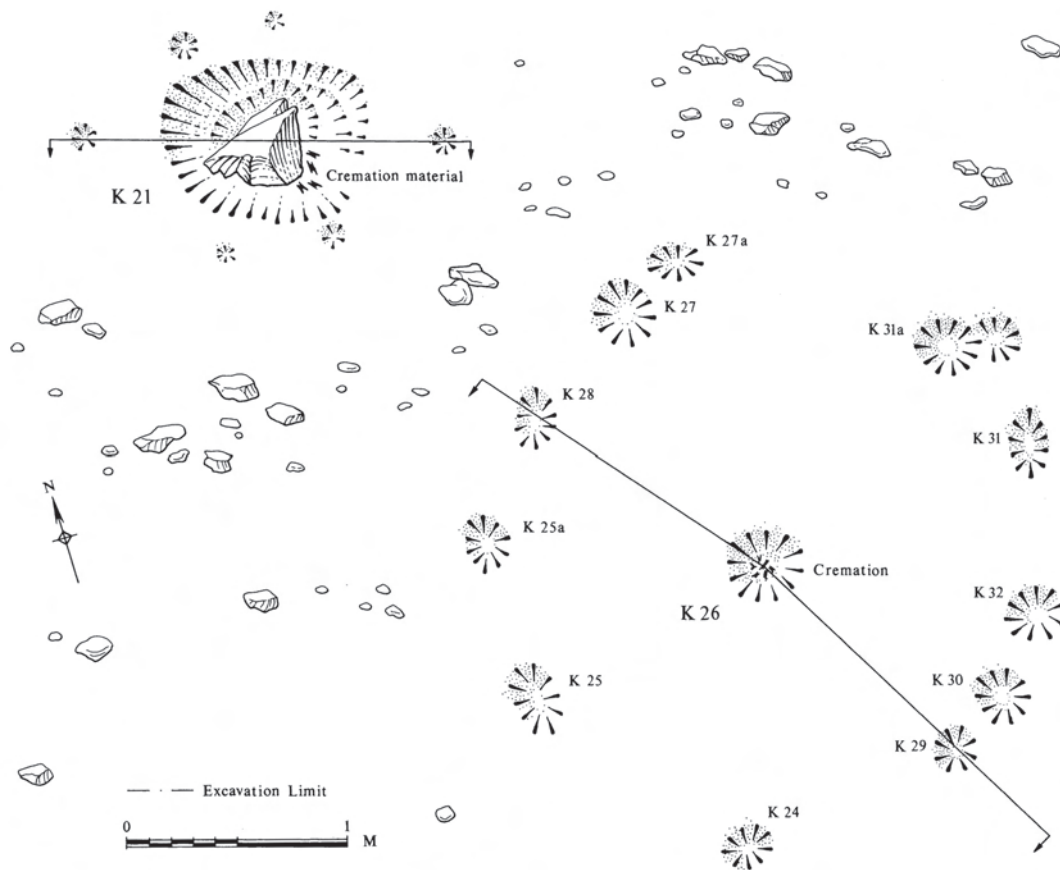 Cremation material
K 21
K 27a
K 27
K 31a
K 28
K 31
N
K 25a
Cremation
K 26
K 32
K 25
K 30
K 29
Excavation Limit
K 24
0 1
M